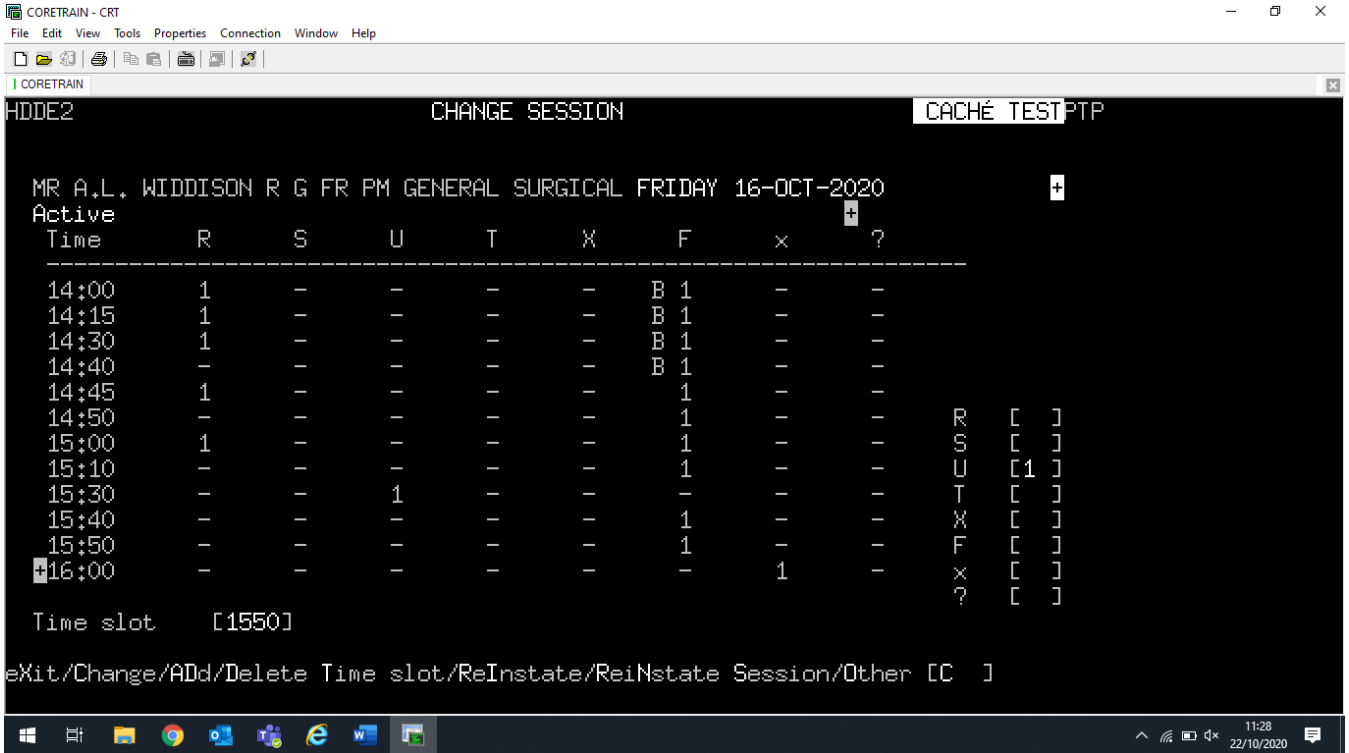 CORETRAIN - CRT
File Edit View Tools Properties Connection Window Help
CORETRAIN
HDDE2 CHANGE SESSION CACHÉ TESTPTP
MR A.L. WIDDISON R G FR PM GENERAL SURGICAL FRIDAY 16-OCT-2020 +
Active +
Time R S U T X F x ?
--------------------------------------------------------------------
14:00 1 - - - - B 1 - -
14:15 1 - - - - B 1 - -
14:30 1 - - - - B 1 - -
14:40 - - - - - B 1 - -
14:45 1 - - - - 1 - -
14:50 - - - - - 1 - - R [ ]
15:00 1 - - - - 1 - - S [ ]
15:10 - - - - - 1 - - U [1 ]
15:30 - - 1 - - - - - T [ ]
15:40 - - - - - 1 - - X [ ]
15:50 - - - - - 1 - - F [ ]
+16:00 - - - - - - 1 - x [ ]
? [ ]
Time slot [1550]
eXit/Change/ADd/Delete Time slot/ReInstate/ReiNstate Session/Other [C ]
11:28
22/10/2020